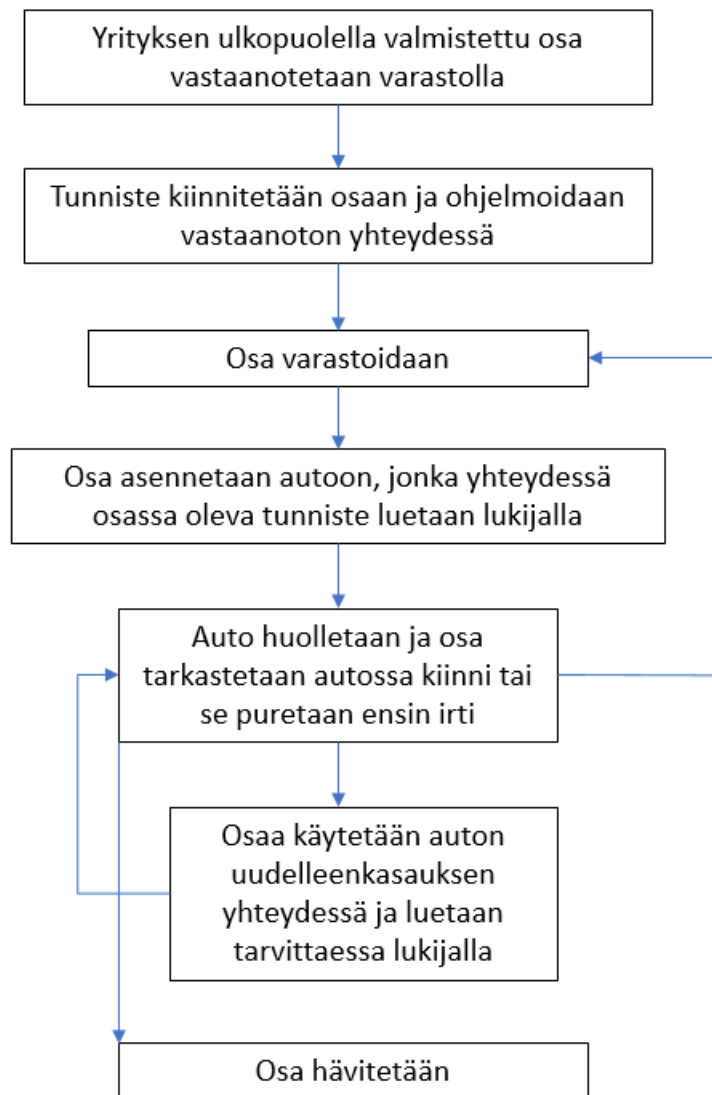 Yrityksen ulkopuolella valmistettu osa
vastaanotetaan varastolla
Tunniste kiinnitetään osaan ja ohjelmoidaan
vastaanoton yhteydessä
Osa varastoidaan
Osa asennetaan autoon, jonka yhteydessä
osassa oleva tunniste luetaan lukijalla
Auto huolletaan ja osa
tarkastetaan autossa kiinni tai
se puretaan ensin irti
Osaa käytetään auton
uudelleenkasauksen
yhteydessä ja luetaan
tarvittaessa lukijalla
Osa hävitetään